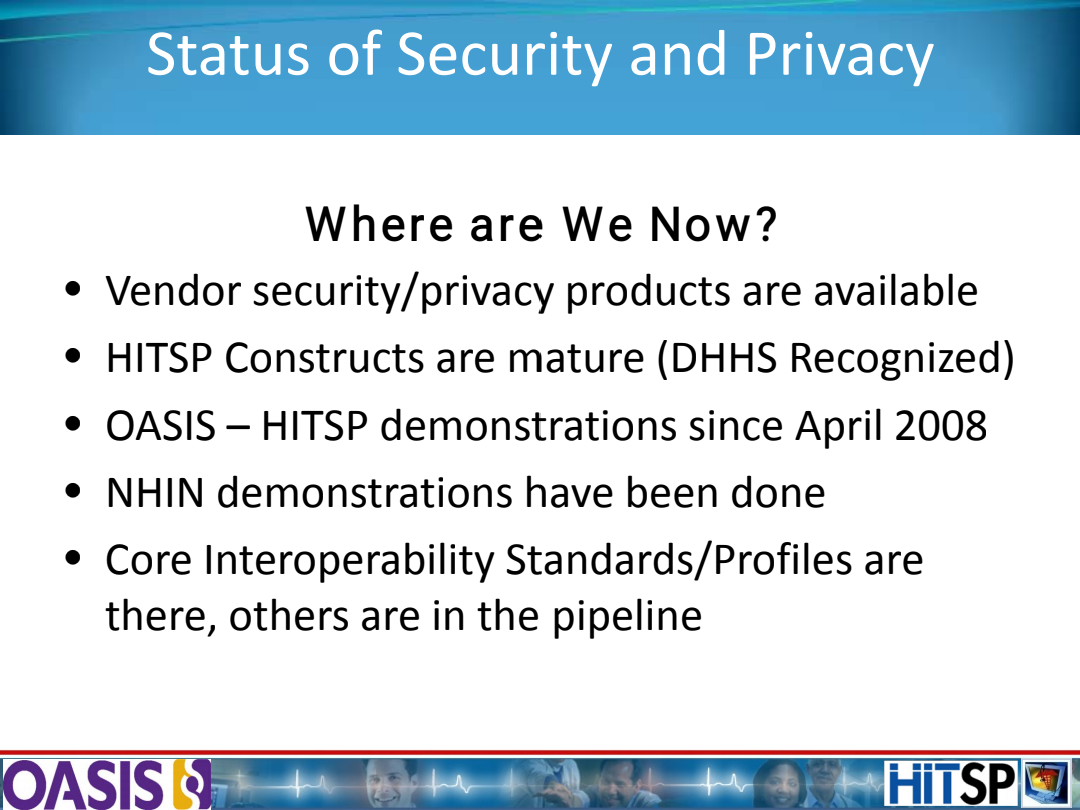 Status of Security and Privacy
Where are We Now?
• Vendor security/privacy products are available
• HITSP Constructs are mature (DHHS Recognized)
• OASIS – HITSP demonstrations since April 2008
• NHIN demonstrations have been done
• Core Interoperability Standards/Profiles are
there, others are in the pipeline
OASIS HiTSP